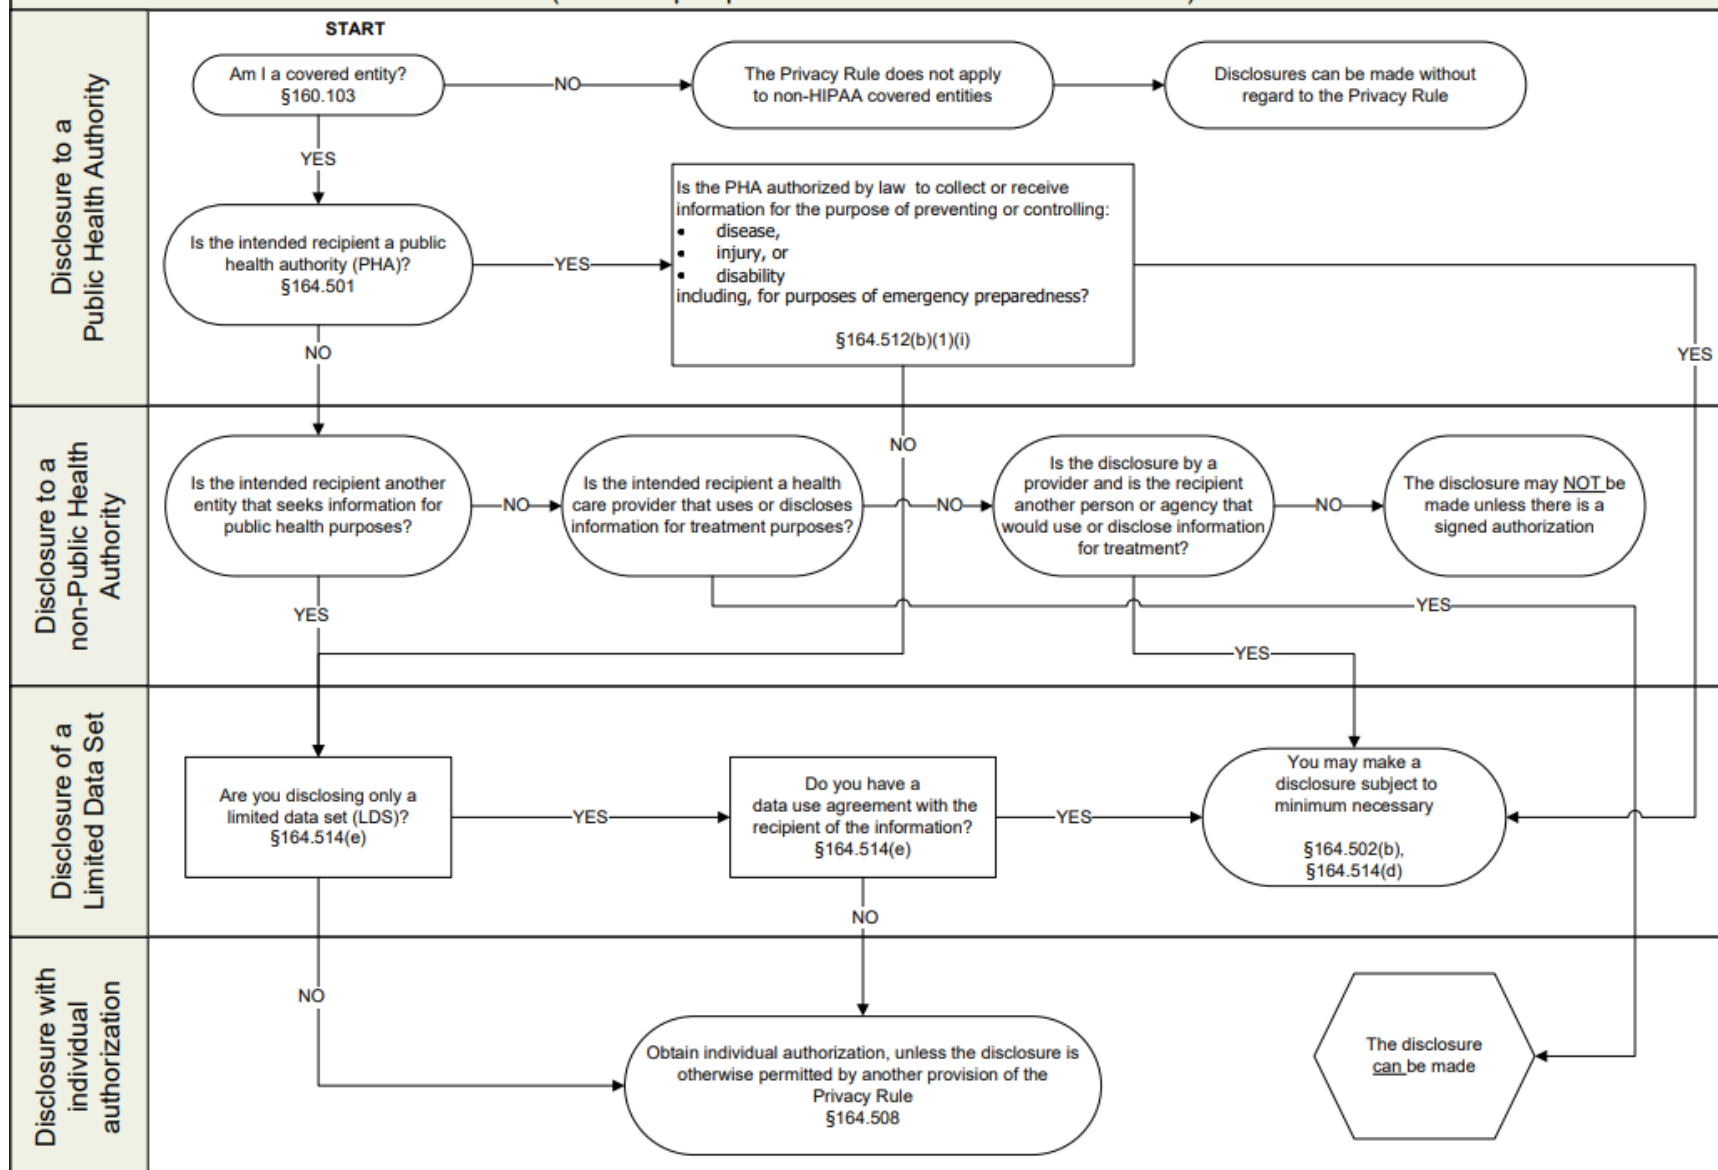 START
Disclosure to a
Public Health Authority
Am I a covered entity?
§160.103
NO
The Privacy Rule does not apply
to non-HIPAA covered entities
Disclosures can be made without
regard to the Privacy Rule
YES
Is the intended recipient a public
health authority (PHA)?
§164.501
YES
Is the PHA authorized by law to collect or receive
information for the purpose of preventing or controlling:
• disease,
• injury, or
• disability
including, for purposes of emergency preparedness?
§164.512(b)(1)(i)
YES
NO
Disclosure to a
non-Public Health
Authority
NO
Is the intended recipient another
entity that seeks information for
public health purposes?
NO
Is the intended recipient a health
care provider that uses or discloses
information for treatment purposes?
NO
Is the disclosure by a
provider and is the recipient
another person or agency that
would use or disclose information
for treatment?
NO
The disclosure may NOT be
made unless there is a
signed authorization
YES
YES
YES
Disclosure of a
Limited Data Set
Are you disclosing only a
limited data set (LDS)?
§164.514(e)
YES
Do you have a
data use agreement with the
recipient of the information?
§164.514(e)
YES
You may make a
disclosure subject to
minimum necessary
§164.502(b),
§164.514(d)
NO
Disclosure with
individual
authorization
NO
Obtain individual authorization, unless the disclosure is
otherwise permitted by another provision of the
Privacy Rule
§164.508
The disclosure
can be made